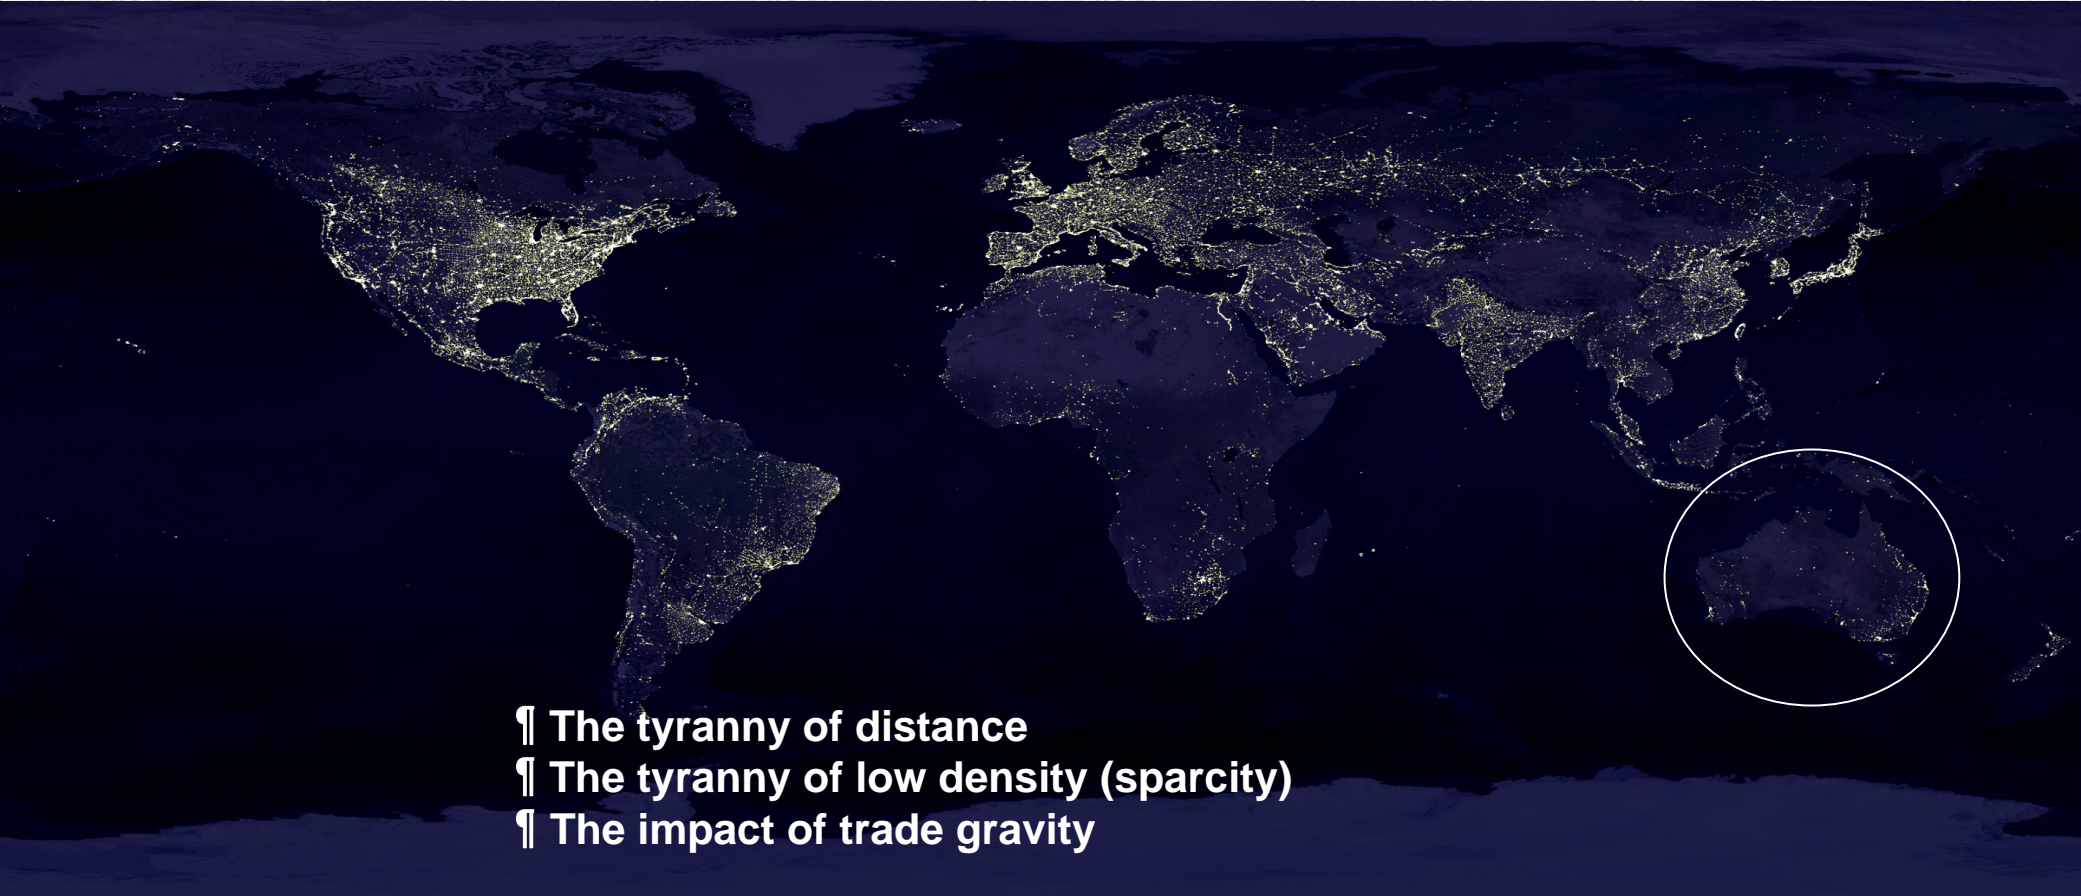 ¶ The tyranny of distance
¶ The tyranny of low density (sparcity)
¶ The impact of trade gravity